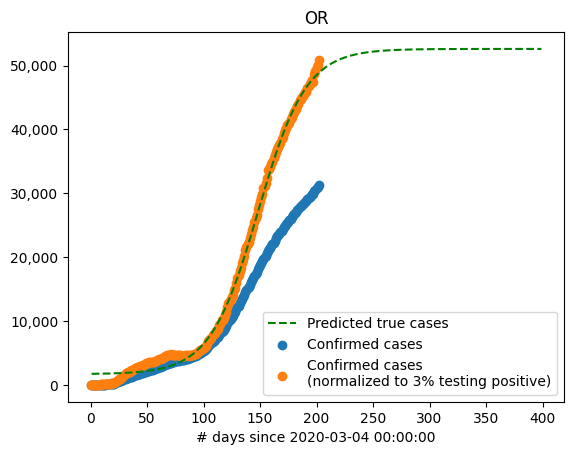 OR
50,000
40,000
30,000
20,000
10,000
0
Predicted true cases
Confirmed cases
Confirmed cases
(normalized to 3% testing positive)
0 50 100 150 200 250 300 350 400
# days since 2020-03-04 00:00:00